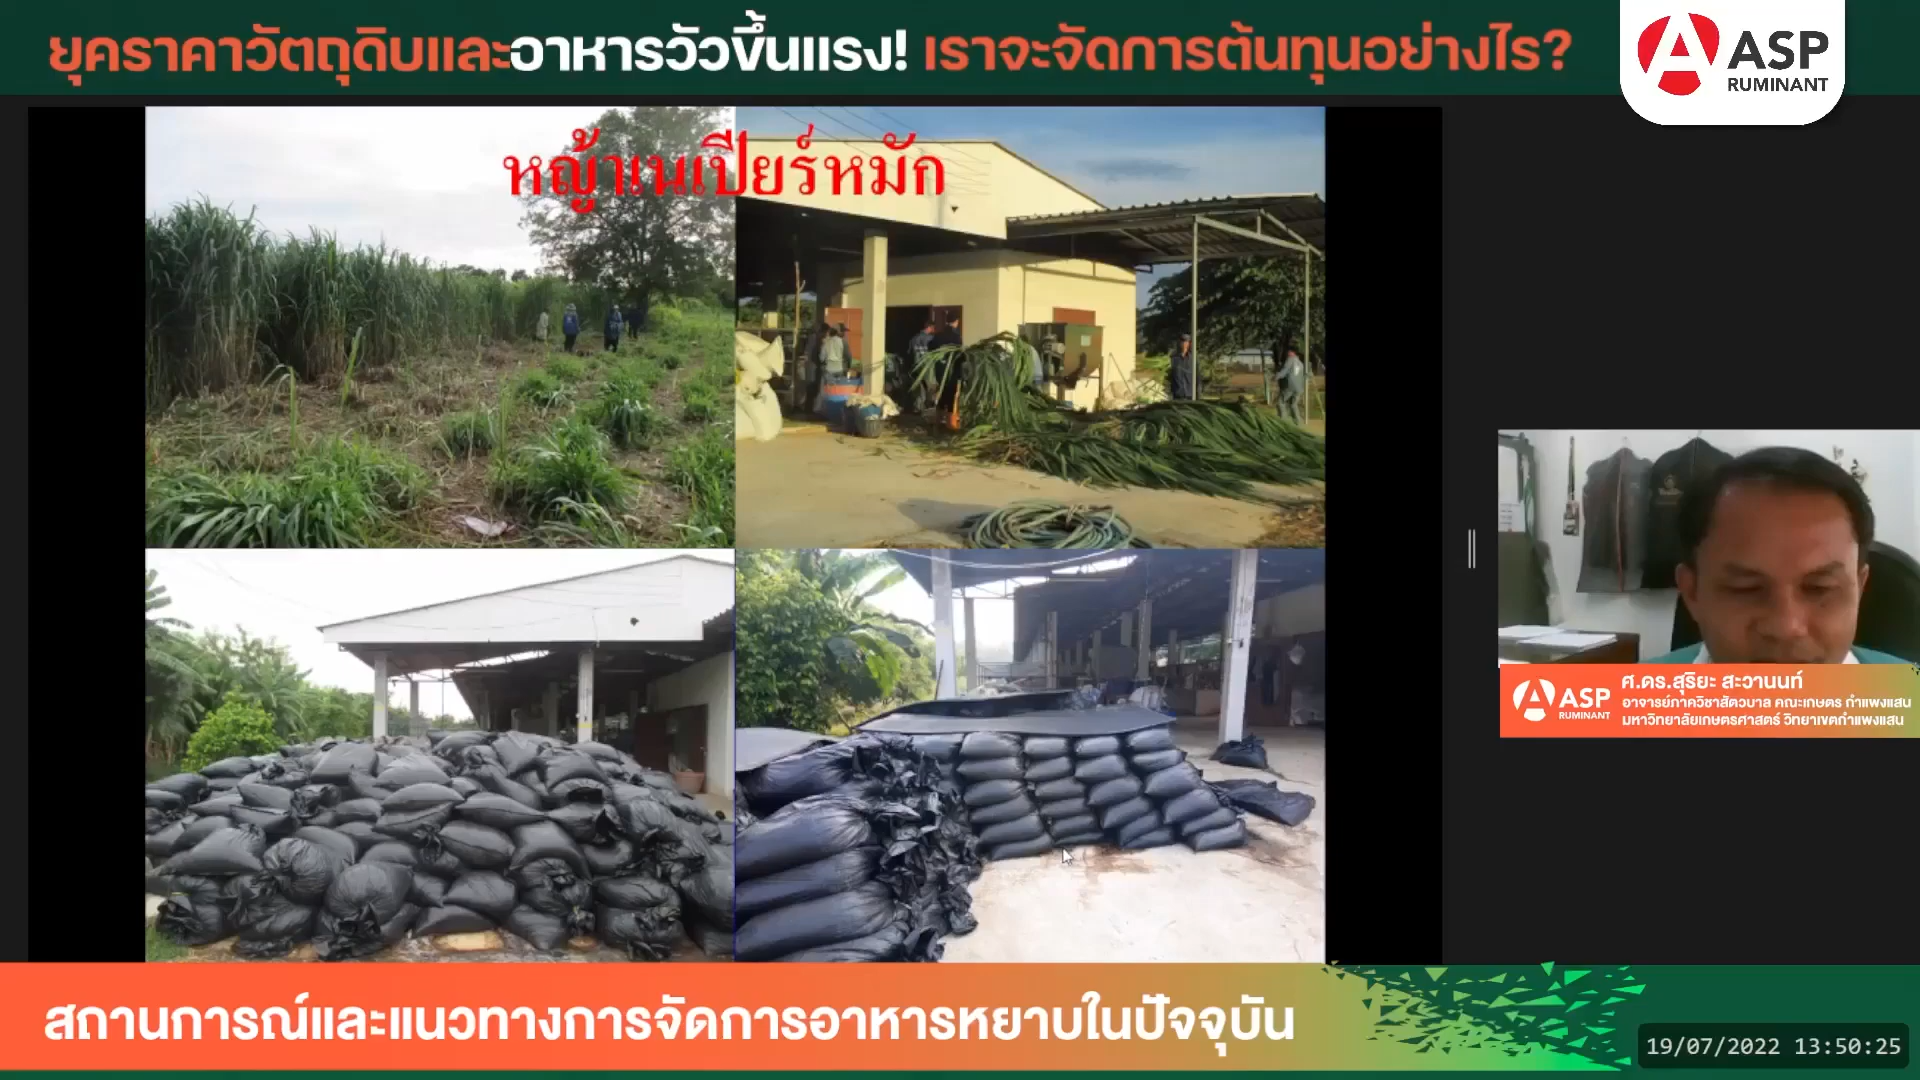 ยุคราคาวัตถุดิบและอาหารวัวขึ้นแรง! เราจะจัดการต้นทุนอย่างไร?
ASP
RUMINANT
หญ้าเนเปียร์หมัก
ASP
RUMINANT
ศ.ดร.สุริยะ สะวานนท์
อาจารย์ภาควิชาสัตวบาล คณะเกษตร กำแพงแสน
มหาวิทยาลัยเกษตรศาสตร์ วิทยาเขตกำแพงแสน
สถานการณ์และแนวทางการจัดการอาหารหยาบในปัจจุบัน
19/07/2022 13:50:25